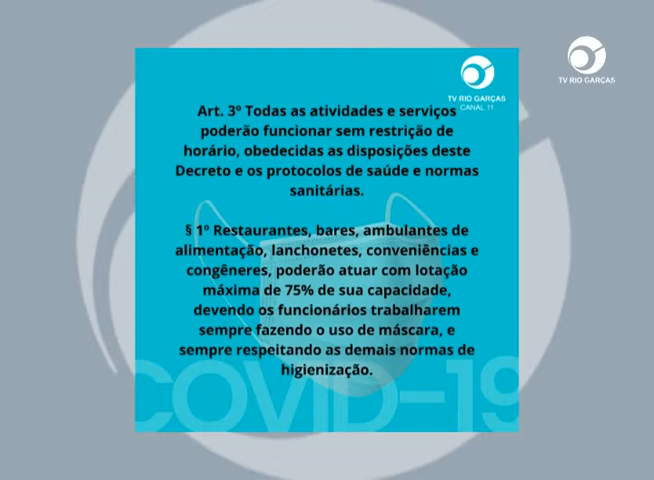 TV RIO GARÇAS
CANAL 11
TV RIO GARÇAS
Art. 3º Todas as atividades e serviços
poderão funcionar sem restrição de
horário, obedecidas as disposições deste
Decreto e os protocolos de saúde e normas
sanitárias.
§ 1º Restaurantes, bares, ambulantes de
alimentação, lanchonetes, conveniências e
congêneres, poderão atuar com lotação
máxima de 75% de sua capacidade,
devendo os funcionários trabalharem
sempre fazendo o uso de máscara, e
sempre respeitando as demais normas de
higienização.
COVID-19